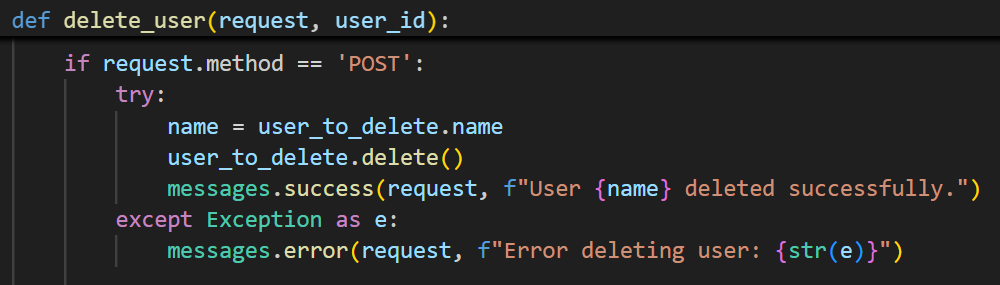 def delete_user(request, user_id):
    if request.method == 'POST':
        try:
            name = user_to_delete.name
            user_to_delete.delete()
            messages.success(request, f"User {name} deleted successfully.")
        except Exception as e:
            messages.error(request, f"Error deleting user: {str(e)}")